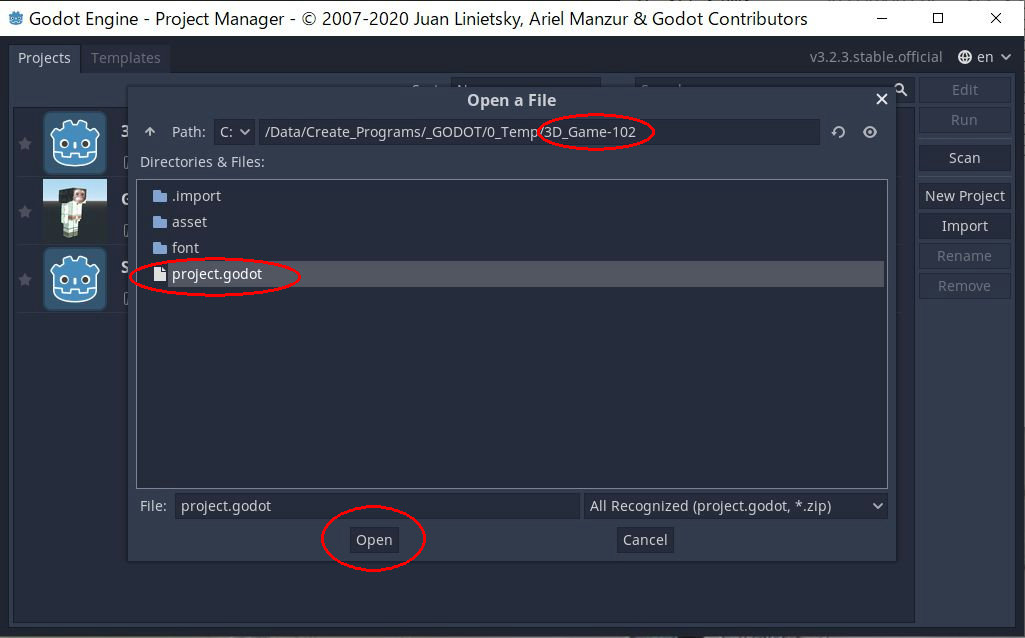 Godot Engine - Project Manager - © 2007-2020 Juan Linietsky, Ariel Manzur & Godot Contributors
Projects Templates v3.2.3.stable.official en
Edit
Open a File
Path: C: /Data/Create_Programs/_GODOT/0_Temp/3D_Game-102
Run
Directories & Files:
Scan
.import
New Project
asset
Import
font
Rename
project.godot
Remove
File: project.godot All Recognized (project.godot, *.zip)
Open Cancel